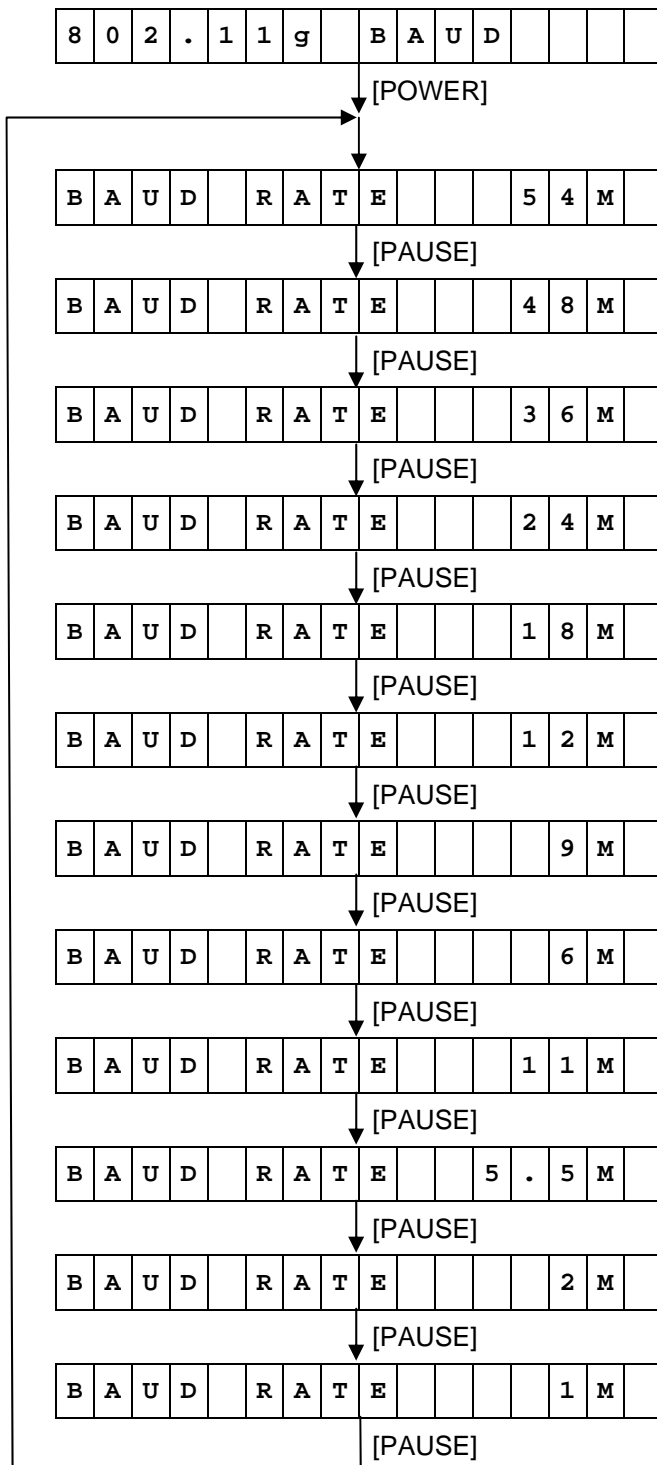 802.11g BAUD
[POWER]
BAUD RATE 54M
[PAUSE]
BAUD RATE 48M
[PAUSE]
BAUD RATE 36M
[PAUSE]
BAUD RATE 24M
[PAUSE]
BAUD RATE 18M
[PAUSE]
BAUD RATE 12M
[PAUSE]
BAUD RATE 9M
[PAUSE]
BAUD RATE 6M
[PAUSE]
BAUD RATE 11M
[PAUSE]
BAUD RATE 5.5M
[PAUSE]
BAUD RATE 2M
[PAUSE]
BAUD RATE 1M
[PAUSE]